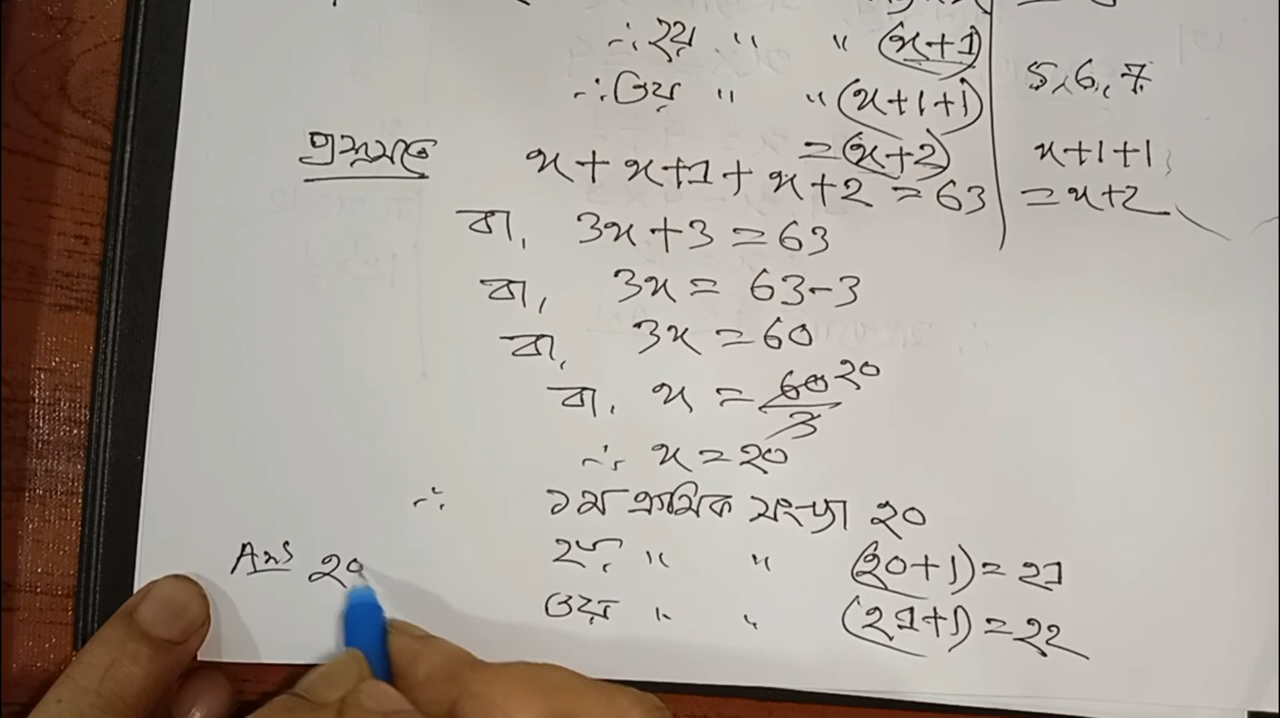 ∴ ২য় " " (x+1)
∴ ৩য় " " (x+1+1)
= (x+2)
5, 6, 7
x+1+1
= x+2
প্রশ্নমতে x + x+1 + x+2 = 63
বা, 3x+3 = 63
বা, 3x = 63-3
বা, 3x = 60
বা, x = 60/3 20
∴ x = 20
∴ ১ম ক্রমিক সংখ্যা 20
২য় " " (20+1) = 21
৩য় " " (21+1) = 22
Ans 20